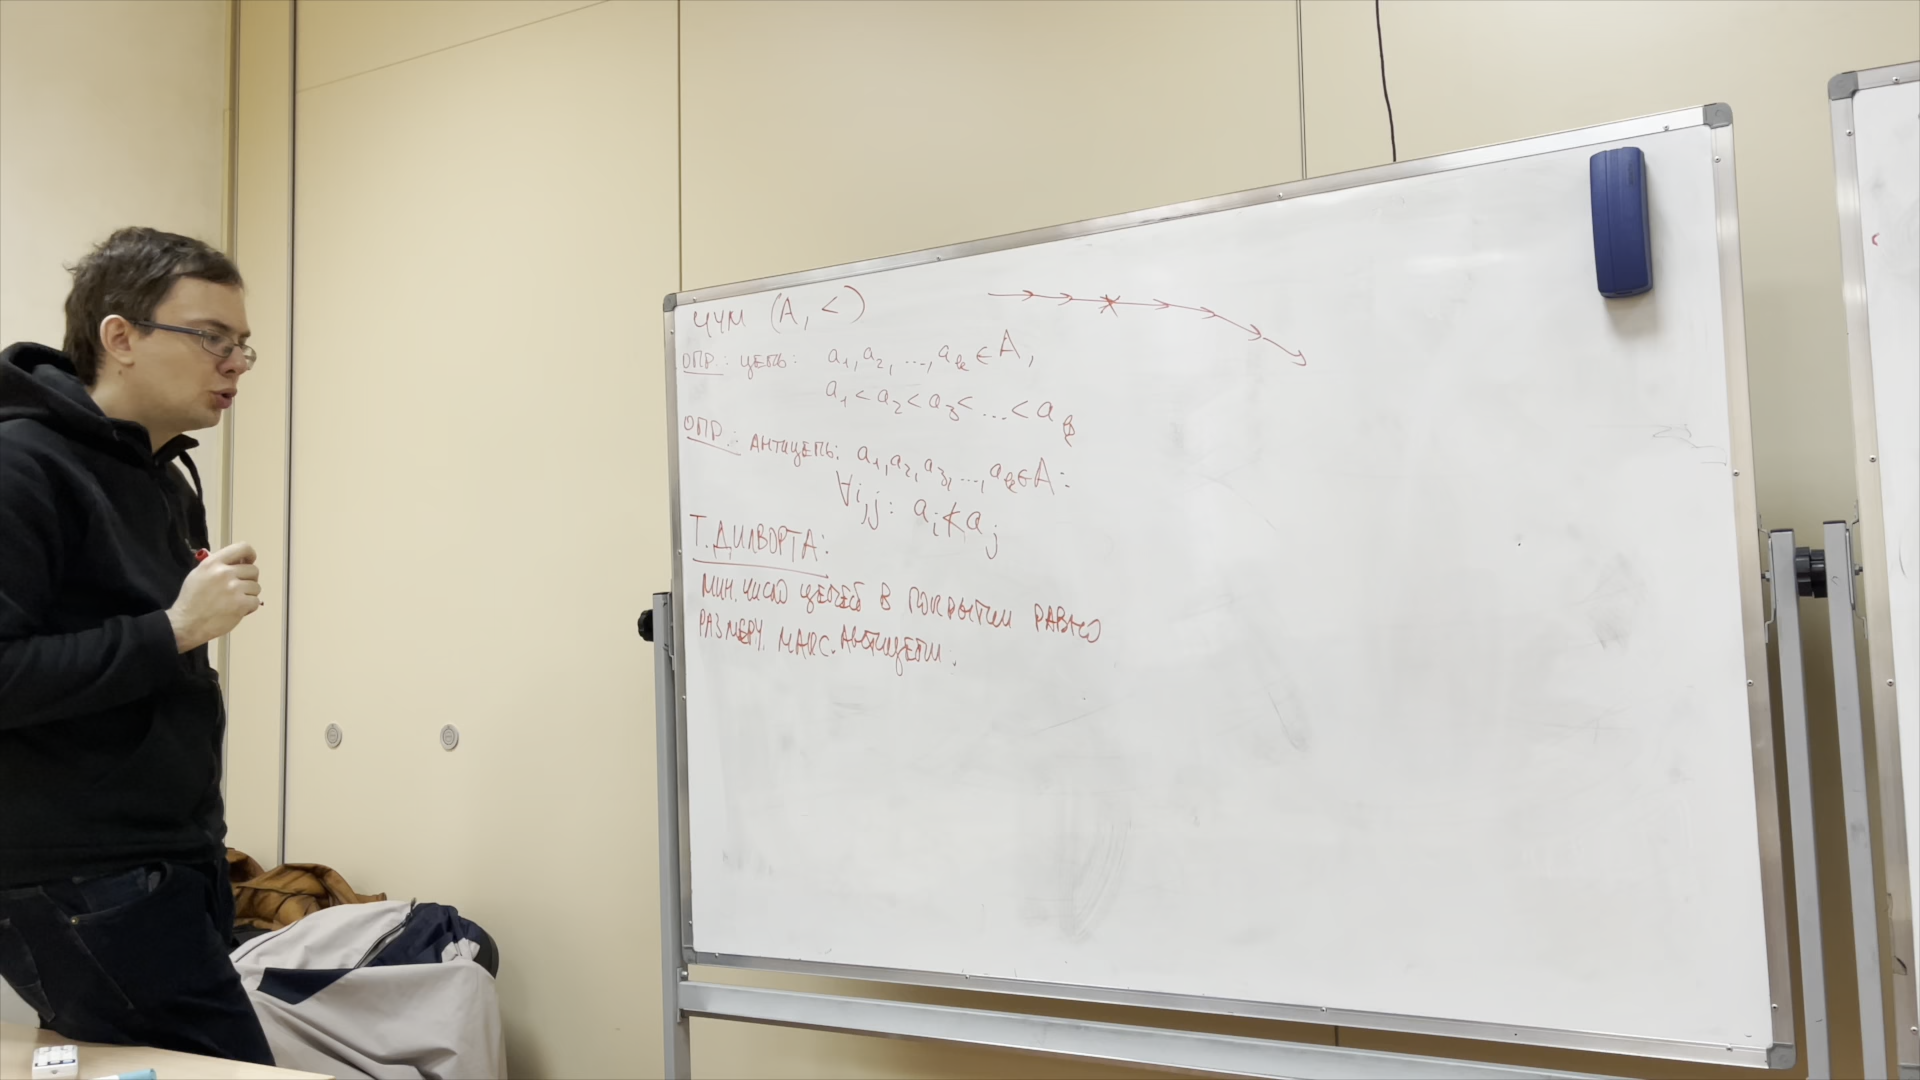 ЧУМ (A, <)
ОПР.: ЦЕПЬ: a₁, a₂, ..., aₖ ∈ A,
a₁ < a₂ < a₃ < ... < aₖ
ОПР.: АНТИЦЕПЬ: a₁, a₂, a₃, ..., aₖ ∈ A:
∀i,j: aᵢ ≮ aⱼ
Т. ДИЛВОРТА:
МИН. ЧИСЛО ЦЕПЕЙ В ПОКРЫТИИ РАВНО
РАЗМЕРУ. МАКС. АНТИЦЕПИ.